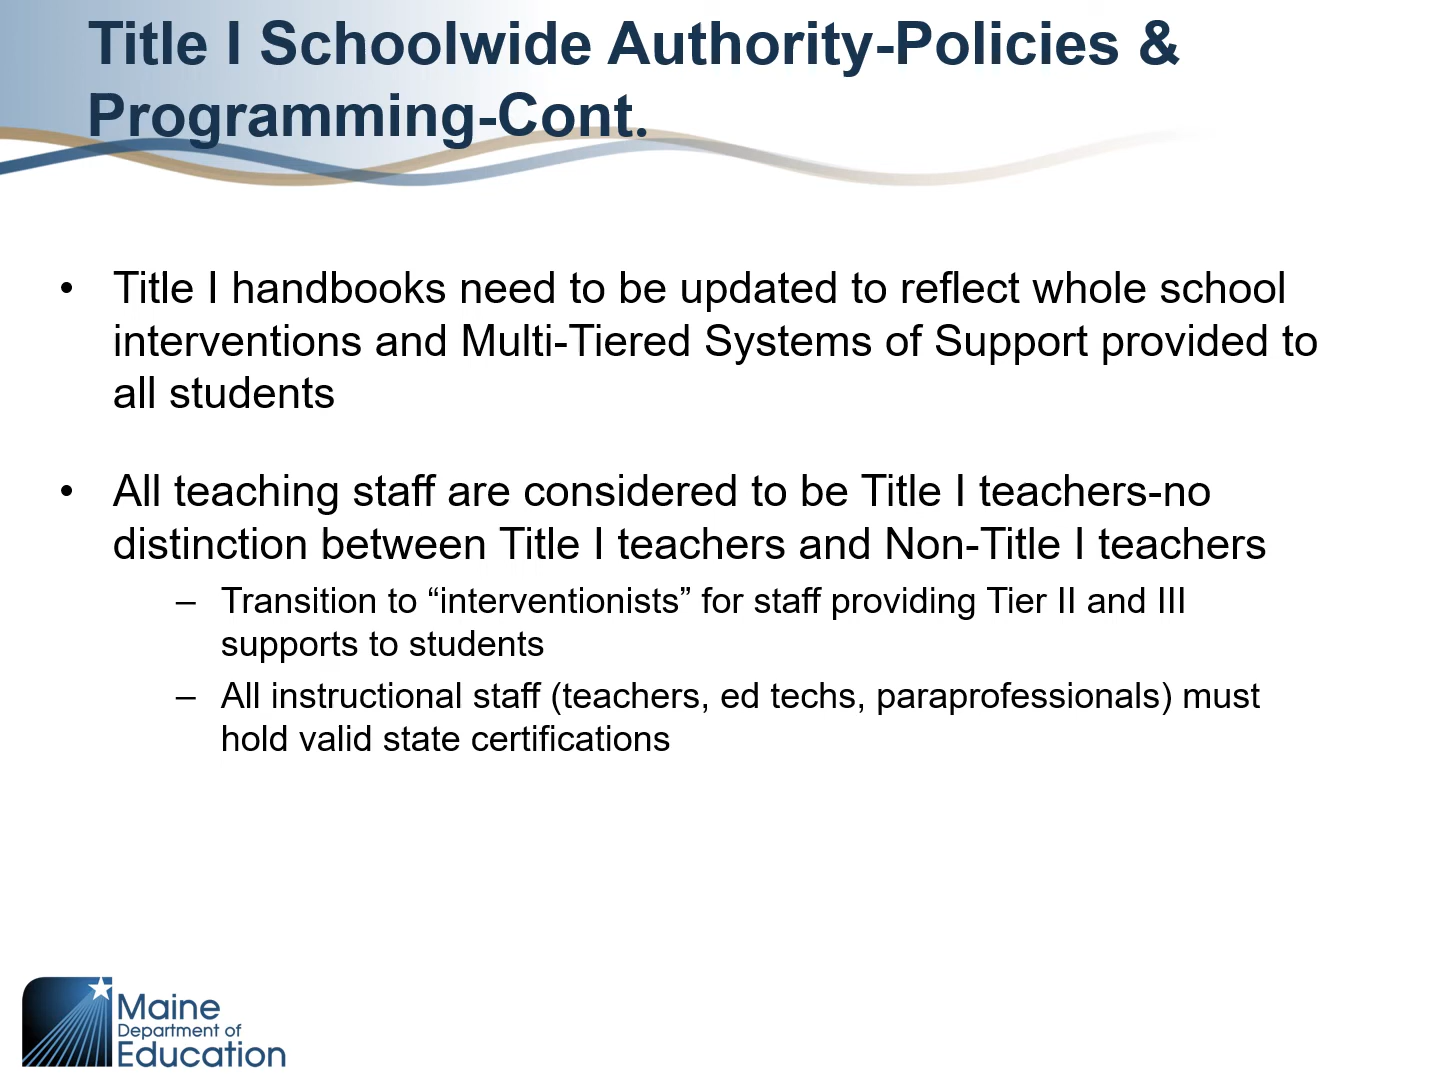 Title I Schoolwide Authority-Policies &
Programming-Cont.
• Title I handbooks need to be updated to reflect whole school
interventions and Multi-Tiered Systems of Support provided to
all students
• All teaching staff are considered to be Title I teachers-no
distinction between Title I teachers and Non-Title I teachers
– Transition to “interventionists” for staff providing Tier II and III
supports to students
– All instructional staff (teachers, ed techs, paraprofessionals) must
hold valid state certifications
Maine
Department of
Education